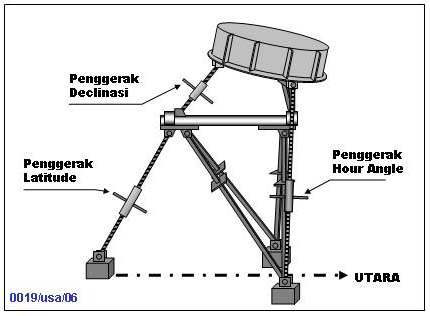 Penggerak
Declinasi
Penggerak
Latitude
Penggerak
Hour Angle
UTARA
0019/usa/06